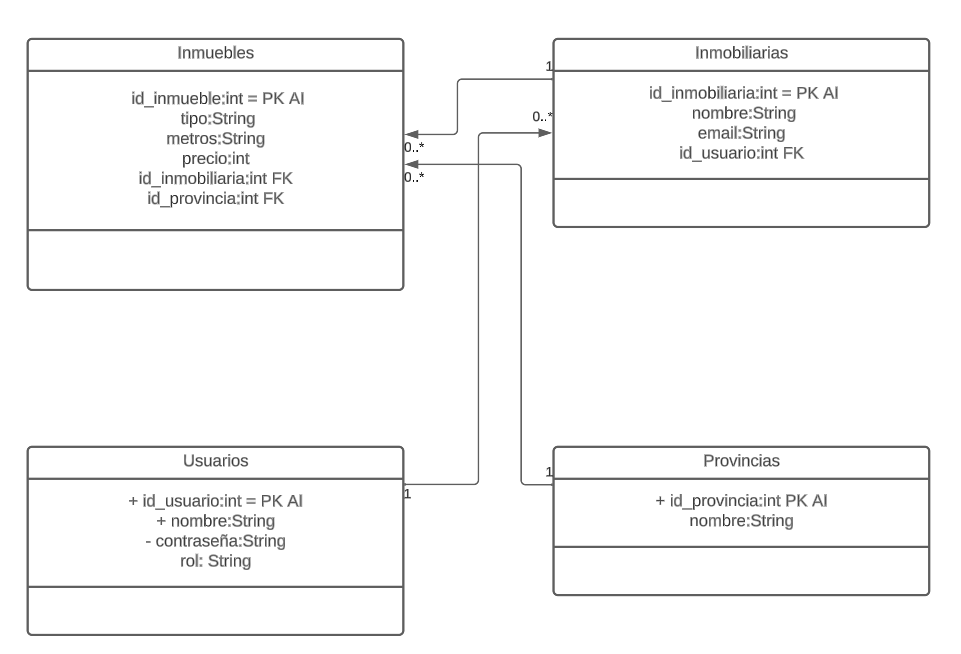 Inmuebles
id_inmueble:int = PK AI
tipo:String
metros:String
precio:int
id_inmobiliaria:int FK
id_provincia:int FK
Inmobiliarias
id_inmobiliaria:int = PK AI
nombre:String
email:String
id_usuario:int FK
1
0..*
0..*
0..*
Usuarios
+ id_usuario:int = PK AI
+ nombre:String
- contraseña:String
rol: String
1
1
Provincias
+ id_provincia:int PK AI
nombre:String